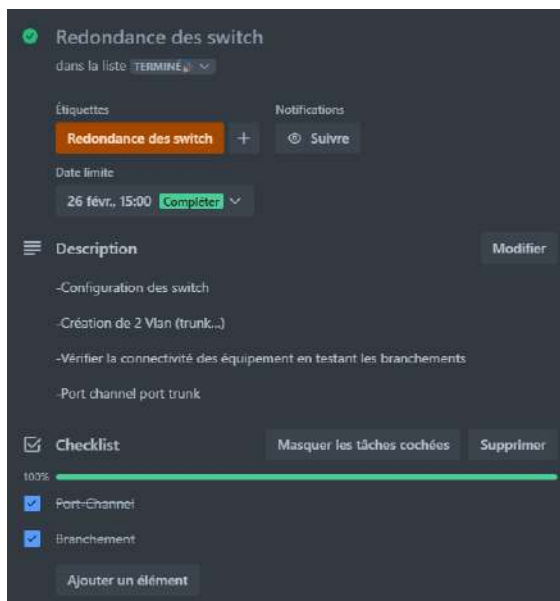 Redondance des switch
dans la liste TERMINÉ
Étiquettes
Notifications
Redondance des switch
+
Suivre
Date limite
26 févr., 15:00 Compléter
Description
Modifier
-Configuration des switch
-Création de 2 Vlan (trunk...)
-Vérifier la connectivité des équipement en testant les branchements
-Port channel port trunk
Checklist
Masquer les tâches cochées
Supprimer
100%
Port-Channel
Branchement
Ajouter un élément